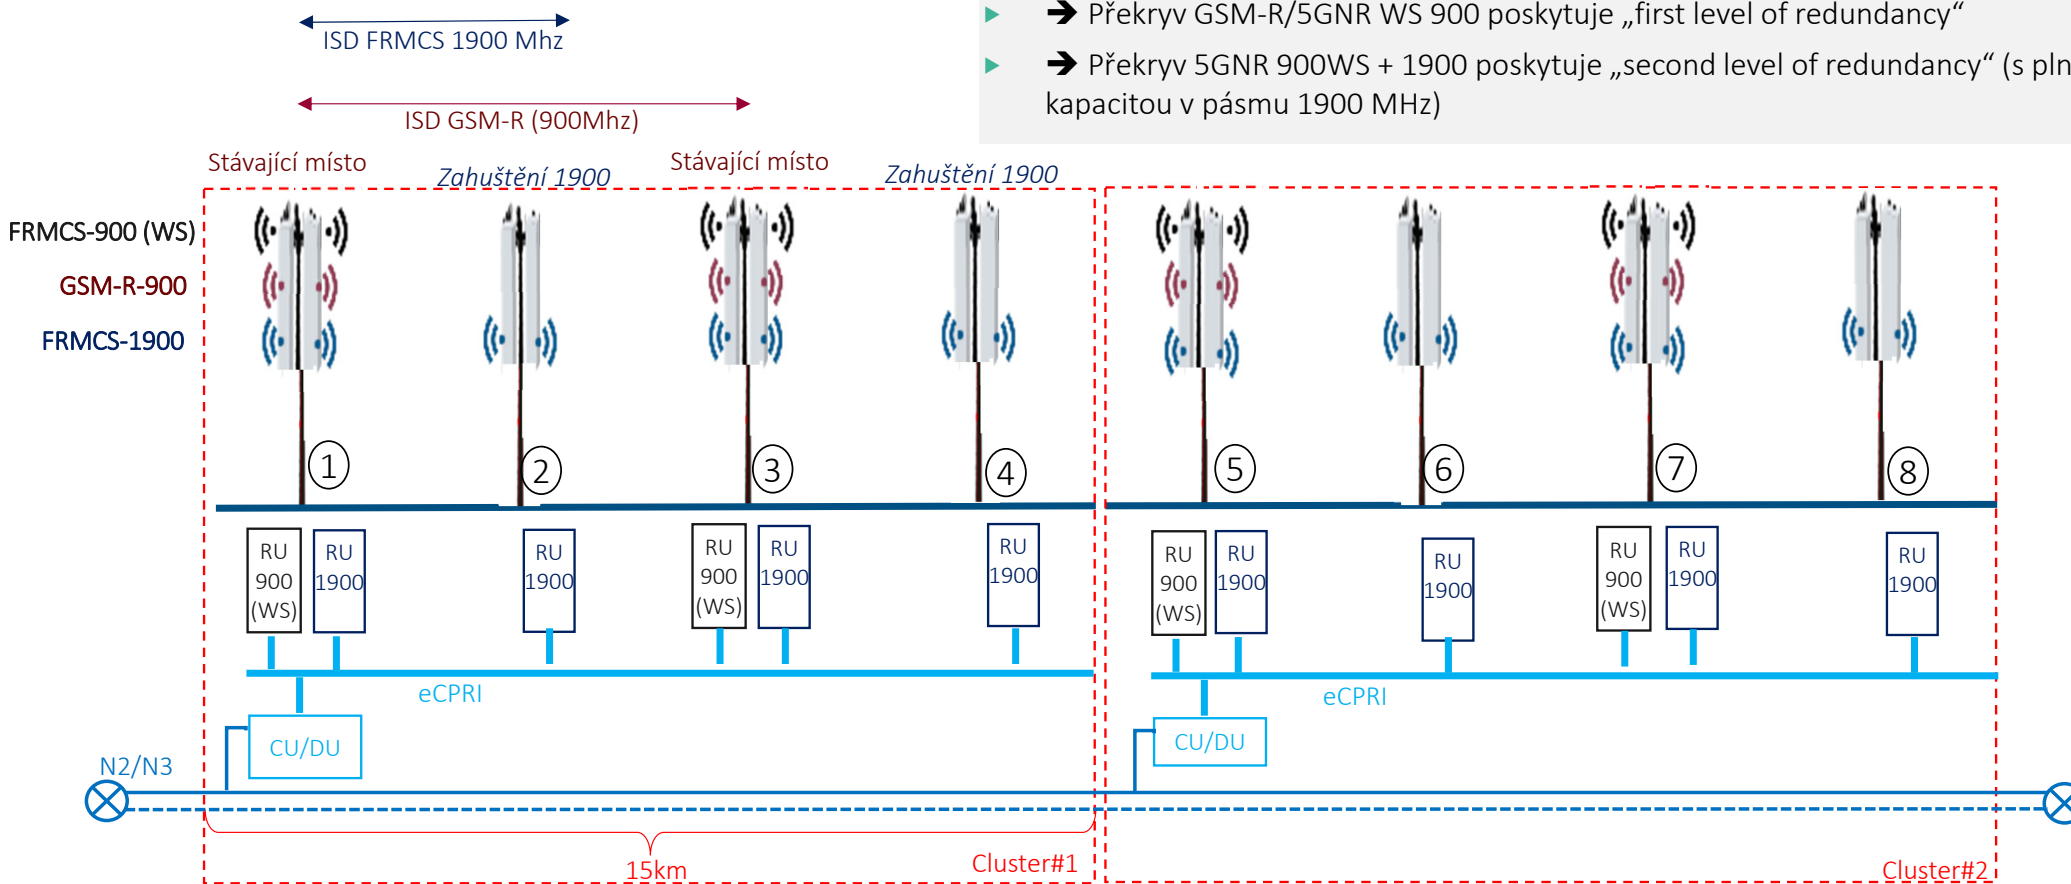 ➔ Překryv GSM-R/5GNR WS 900 poskytuje „first level of redundancy“
➔ Překryv 5GNR 900WS + 1900 poskytuje „second level of redundancy“ (s pln
kapacitou v pásmu 1900 MHz)
ISD FRMCS 1900 Mhz
ISD GSM-R (900Mhz)
Stávající místo
Zahuštění 1900
Stávající místo
Zahuštění 1900
FRMCS-900 (WS)
GSM-R-900
FRMCS-1900
1
2
3
4
5
6
7
8
RU
900
(WS)
RU
1900
RU
1900
RU
900
(WS)
RU
1900
RU
1900
RU
900
(WS)
RU
1900
RU
1900
RU
900
(WS)
RU
1900
RU
1900
eCPRI
eCPRI
CU/DU
CU/DU
N2/N3
15km
Cluster#1
Cluster#2